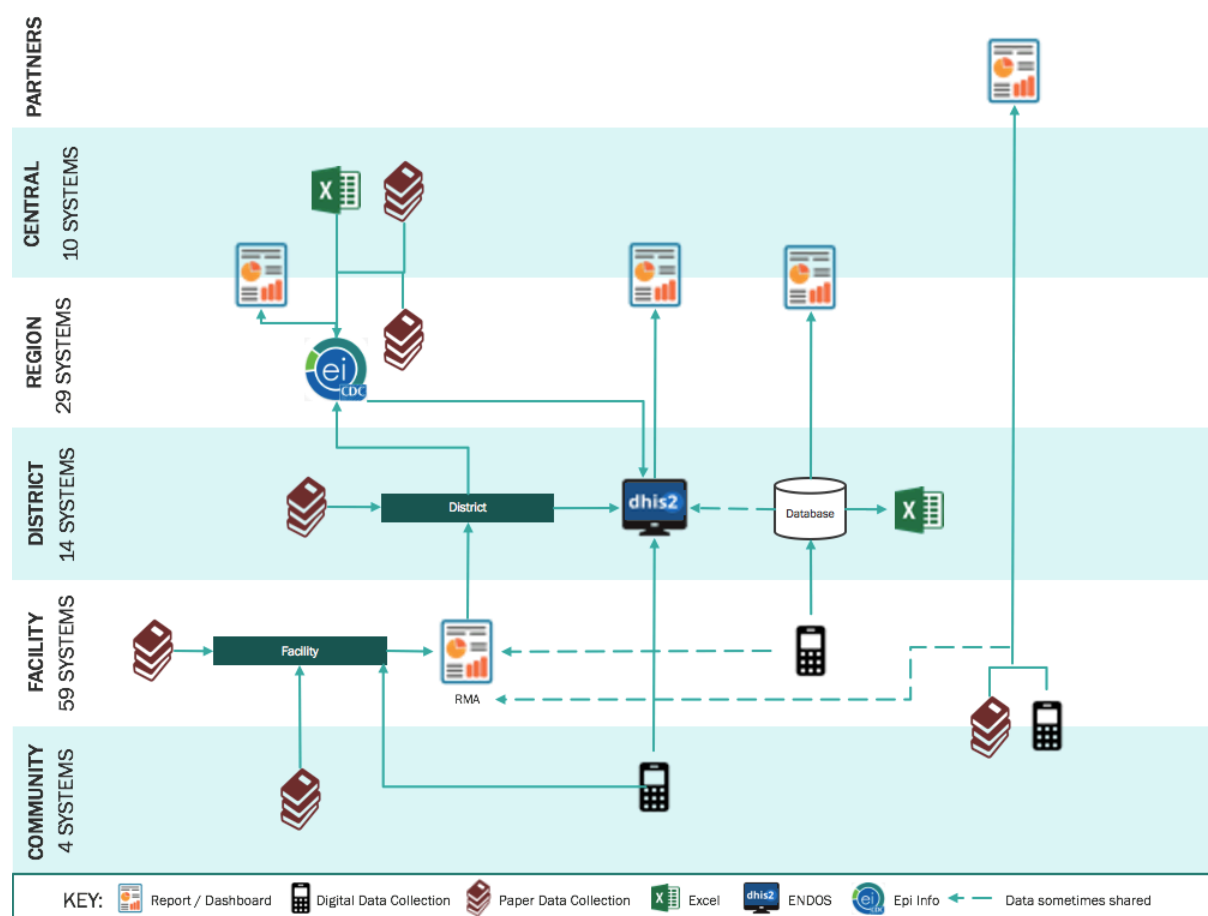 PARTNERS
CENTRAL
10 SYSTEMS
X
REGION
29 SYSTEMS
ei
CDC
DISTRICT
14 SYSTEMS
District
dhis2
Database
X
FACILITY
59 SYSTEMS
Facility
RMA
COMMUNITY
4 SYSTEMS
KEY: Report / Dashboard Digital Data Collection Paper Data Collection X Excel dhis2 ENDOS ei Epi Info Data sometimes shared